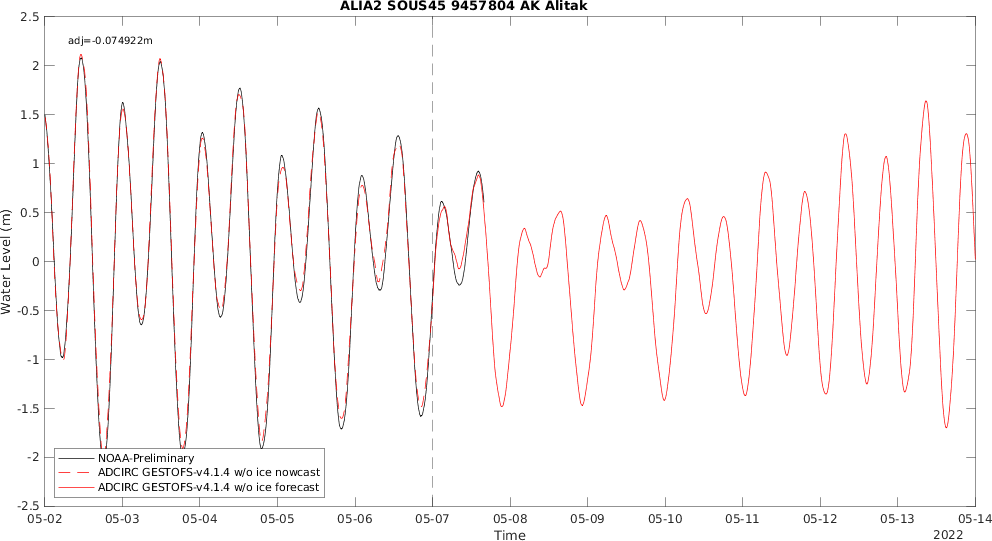 ALIA2 SOUS45 9457804 AK Alitak
adj=-0.074922m
2.5
2
1.5
1
0.5
0
-0.5
-1
-1.5
-2
-2.5
Water Level (m)
NOAA-Preliminary
ADCIRC GESTOFS-v4.1.4 w/o ice nowcast
ADCIRC GESTOFS-v4.1.4 w/o ice forecast
05-02 05-03 05-04 05-05 05-06 05-07 05-08 05-09 05-10 05-11 05-12 05-13 05-14
Time
2022